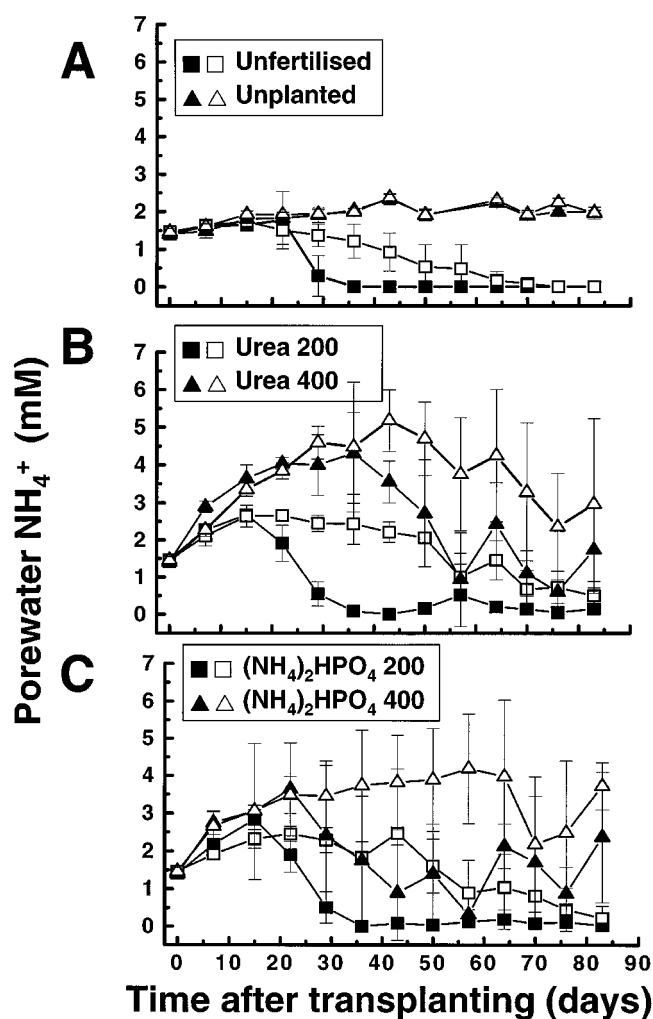 A
7
6
5
4
3
2
1
0
Unfertilised
Unplanted
B
7
6
5
4
3
2
1
0
Urea 200
Urea 400
C
7
6
5
4
3
2
1
0
(NH₄)₂HPO₄ 200
(NH₄)₂HPO₄ 400
Porewater NH₄⁺ (mM)
0 10 20 30 40 50 60 70 80 90
Time after transplanting (days)